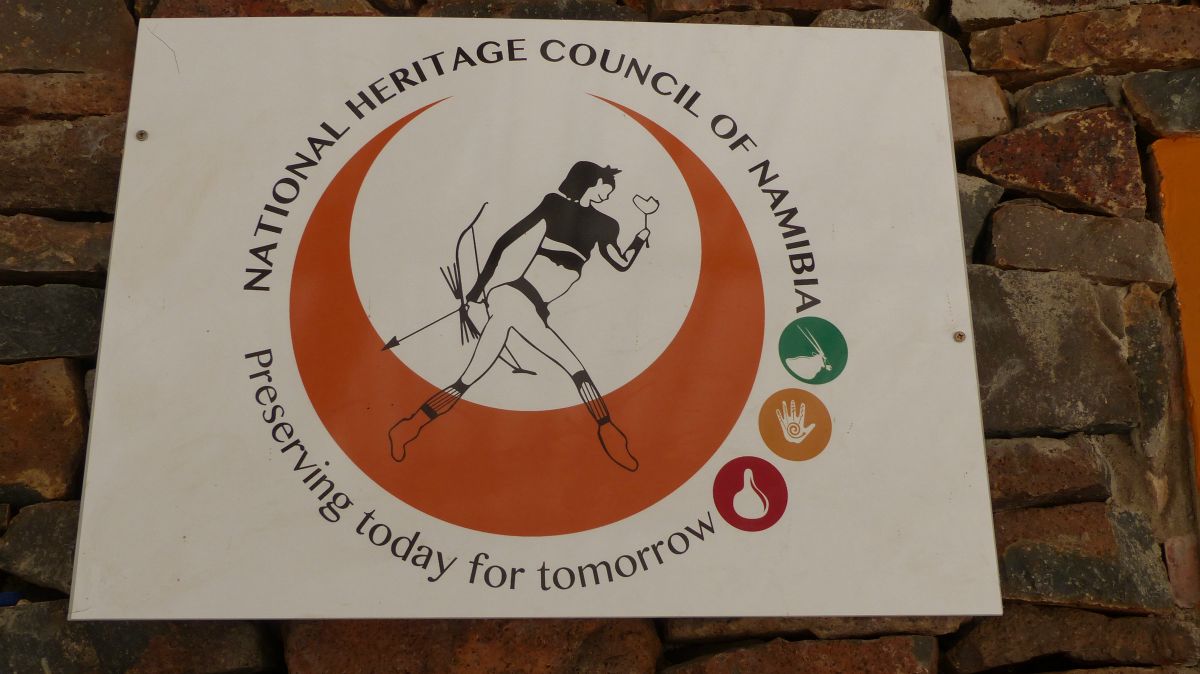 NATIONAL HERITAGE COUNCIL OF NAMIBIA
Preserving today for tomorrow